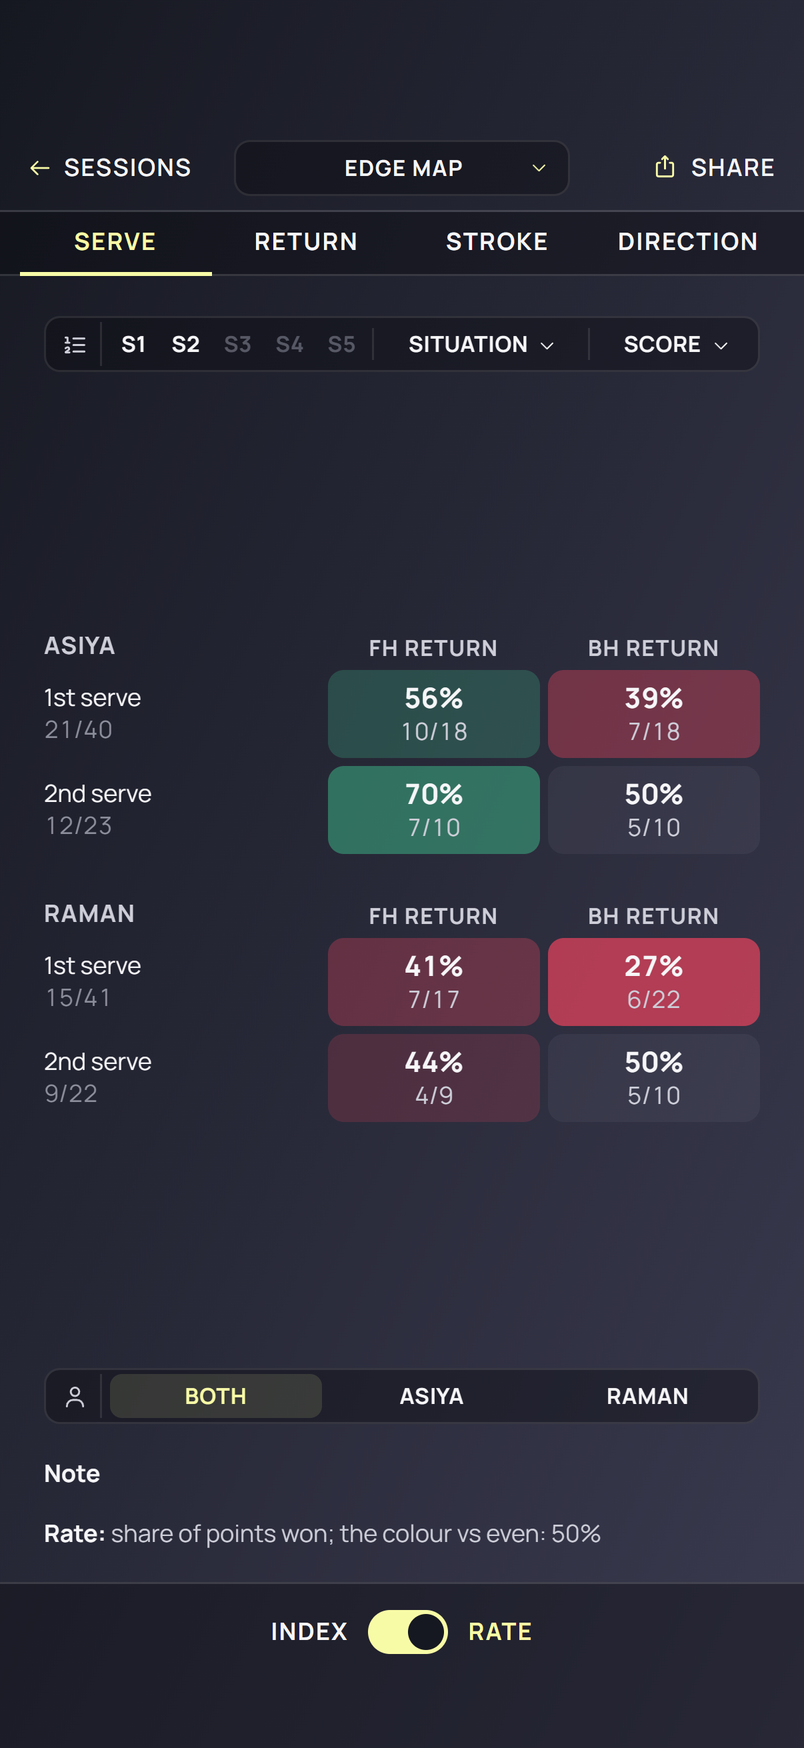 SESSIONS
EDGE MAP
SHARE
SERVE RETURN STROKE DIRECTION
S1 S2 S3 S4 S5 SITUATION SCORE
ASIYA FH RETURN BH RETURN
1st serve 56% 39%
21/40 10/18 7/18
2nd serve 70% 50%
12/23 7/10 5/10
RAMAN FH RETURN BH RETURN
1st serve 41% 27%
15/41 7/17 6/22
2nd serve 44% 50%
9/22 4/9 5/10
BOTH ASIYA RAMAN
Note
Rate: share of points won; the colour vs even: 50%
INDEX RATE